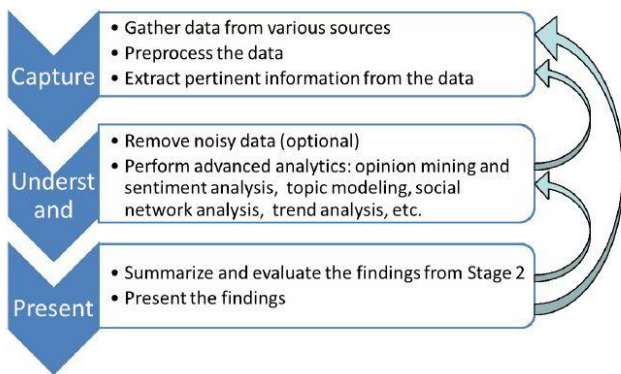 Capture
• Gather data from various sources
• Preprocess the data
• Extract pertinent information from the data
Underst
and
• Remove noisy data (optional)
• Perform advanced analytics: opinion mining and
sentiment analysis, topic modeling, social
network analysis, trend analysis, etc.
Present
• Summarize and evaluate the findings from Stage 2
• Present the findings